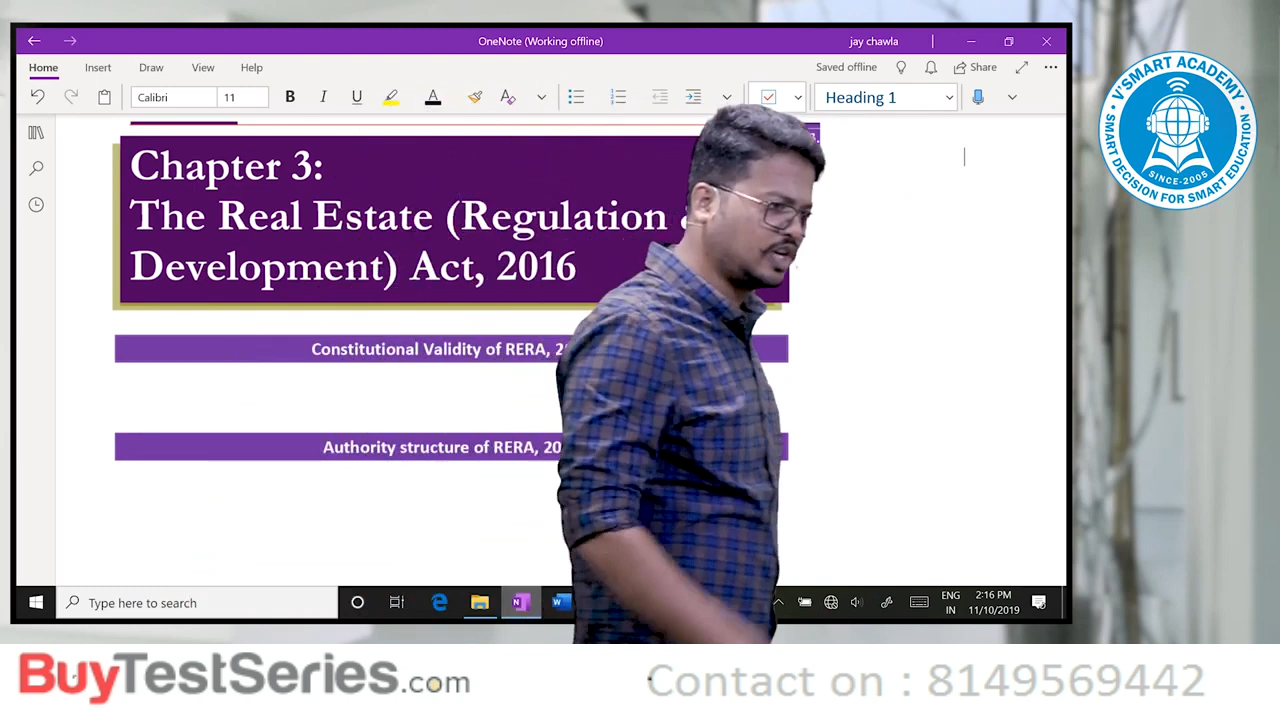 OneNote (Working offline)
jay chawla
Home Insert Draw View Help
Saved offline
Share
Calibri
11
B I U
A
Heading 1
Chapter 3:
The Real Estate (Regulation
Development) Act, 2016
Constitutional Validity of RERA,
Authority structure of RERA,
Type here to search
ENG
IN
2:16 PM
11/10/2019
V'SMART ACADEMY
SINCE-2005
SMART DECISION FOR SMART EDUCATION
BuyTestSeries.com
Contact on : 8149569442